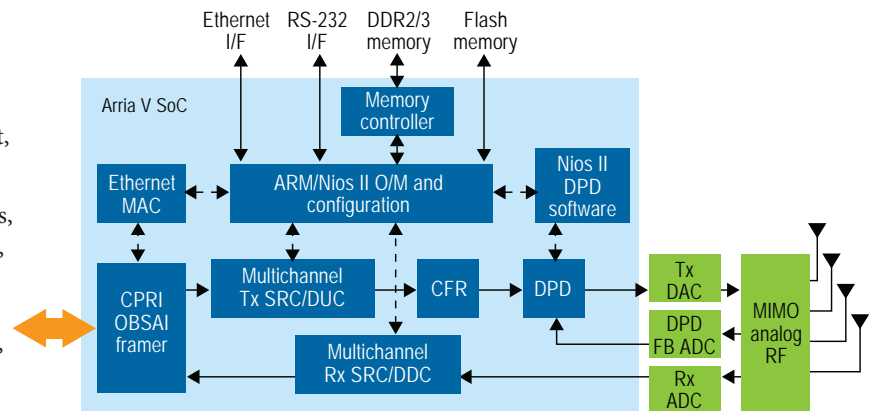 Ethernet
I/F
RS-232
I/F
DDR2/3
memory
Flash
memory
Arria V SoC
Memory
controller
Ethernet
MAC
ARM/Nios II O/M and
configuration
Nios II
DPD
software
CPRI
OBSAI
framer
Multichannel
Tx SRC/DUC
CFR
DPD
Tx
DAC
DPD
FB ADC
Rx
ADC
MIMO
analog
RF
Multichannel
Rx SRC/DDC